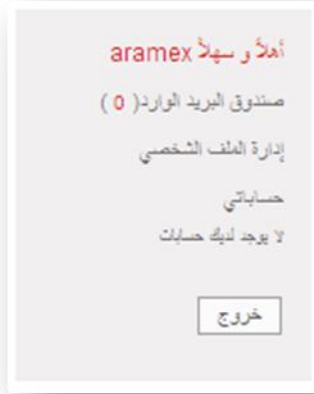 أهلاً و سهلاً aramex
صندوق البريد الوارد( 0 )
إدارة الملف الشخصي
حساباتي
لا يوجد لديك حسابات
خروج